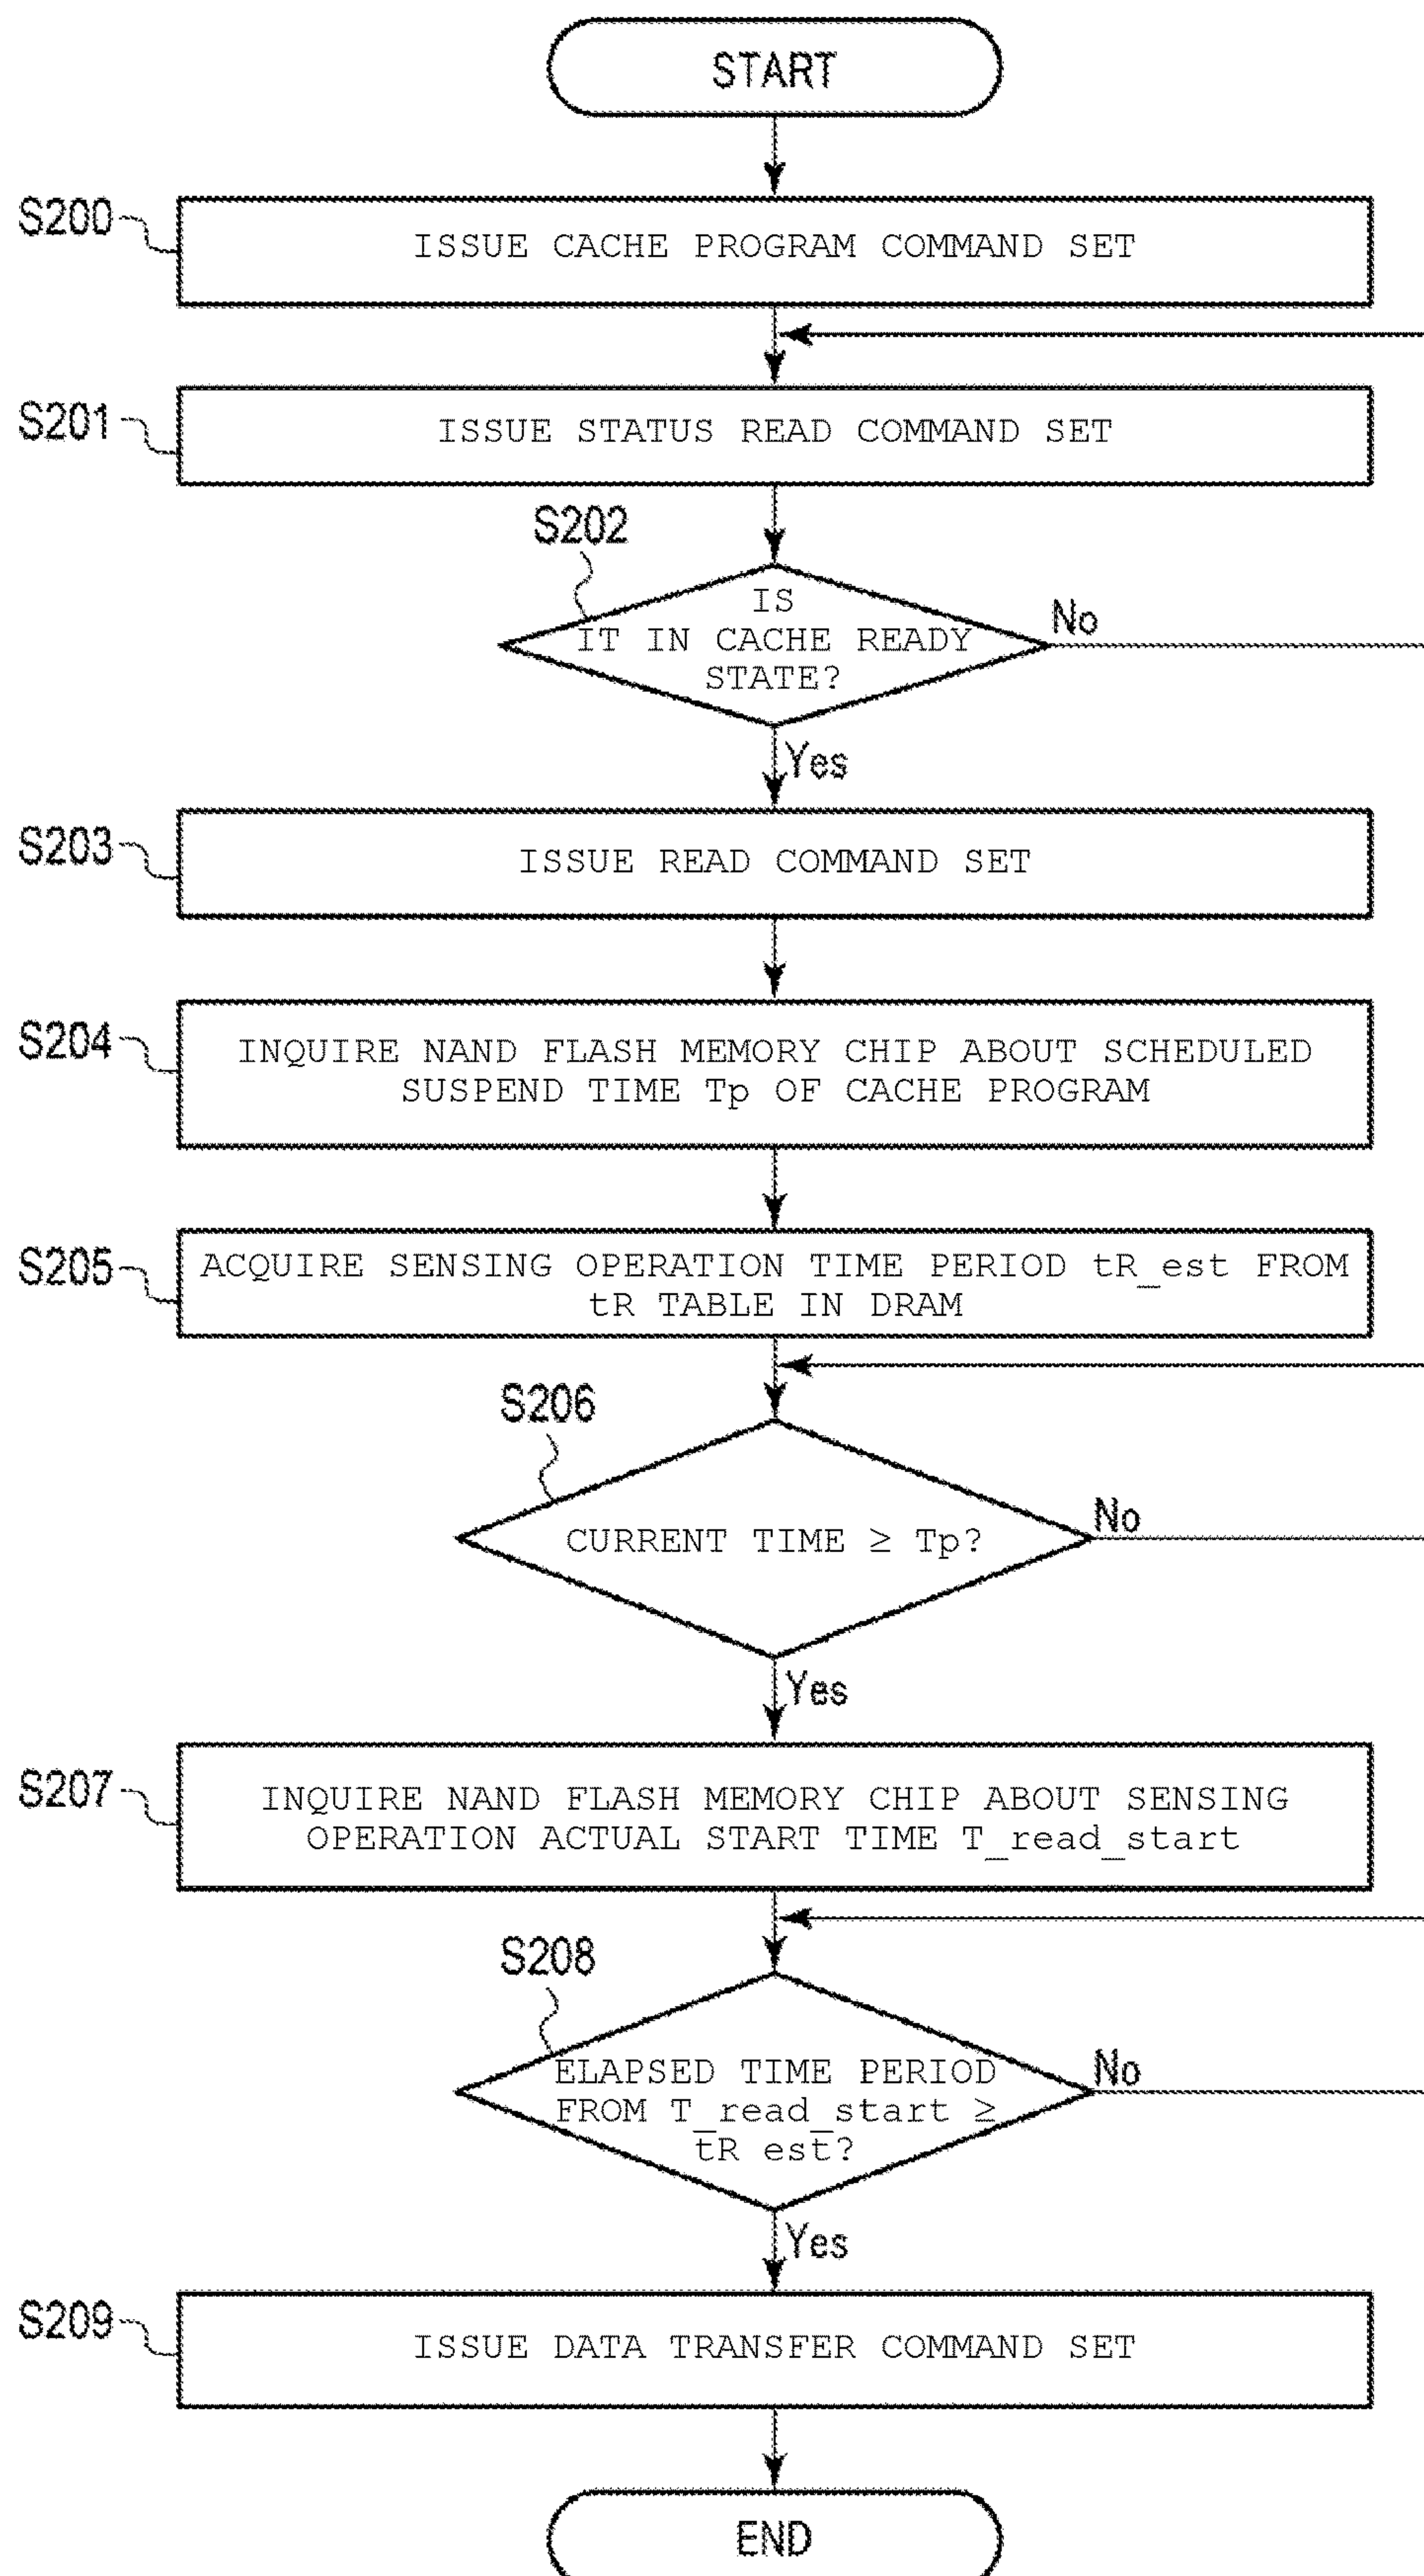 START
S200
ISSUE CACHE PROGRAM COMMAND SET
S201
ISSUE STATUS READ COMMAND SET
S202
IS
IT IN CACHE READY
STATE?
No
Yes
S203
ISSUE READ COMMAND SET
S204
INQUIRE NAND FLASH MEMORY CHIP ABOUT SCHEDULED
SUSPEND TIME Tp OF CACHE PROGRAM
S205
ACQUIRE SENSING OPERATION TIME PERIOD tR_est FROM
tR TABLE IN DRAM
S206
CURRENT TIME ≥ Tp?
No
Yes
S207
INQUIRE NAND FLASH MEMORY CHIP ABOUT SENSING
OPERATION ACTUAL START TIME T_read_start
S208
ELAPSED TIME PERIOD
FROM T_read_start ≥
tR est?
No
Yes
S209
ISSUE DATA TRANSFER COMMAND SET
END